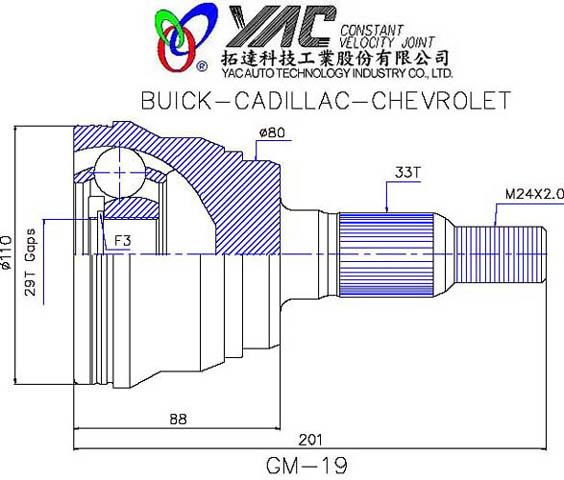 YAC CONSTANT
VELOCITY JOINT
拓達科技工業股份有限公司
YAC AUTO TECHNOLOGY INDUSTRY CO., LTD.
BUICK-CADILLAC-CHEVROLET
ø80
33T
M24X2.0
F3
29T Gaps
ø110
88
201
GM-19